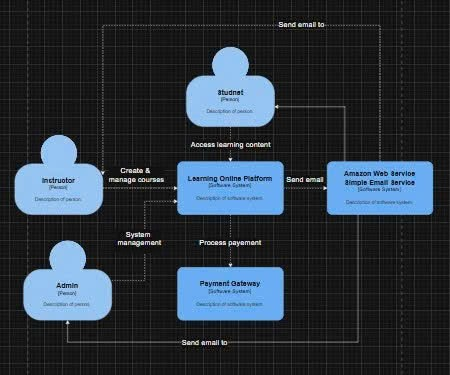 Send email to
Studnet
[Person]
Description of person.
Access learning content
Instructor
[Person]
Description of person.
Create &
manage courses
Learning Online Platform
[Software System]
Description of software system.
Send email
Amazon Web Service
Simple Email Service
[Software System]
Description of software system.
System
management
Process payement
Admin
[Person]
Description of person.
Payment Gateway
[Software System]
Description of software system.
Send email to